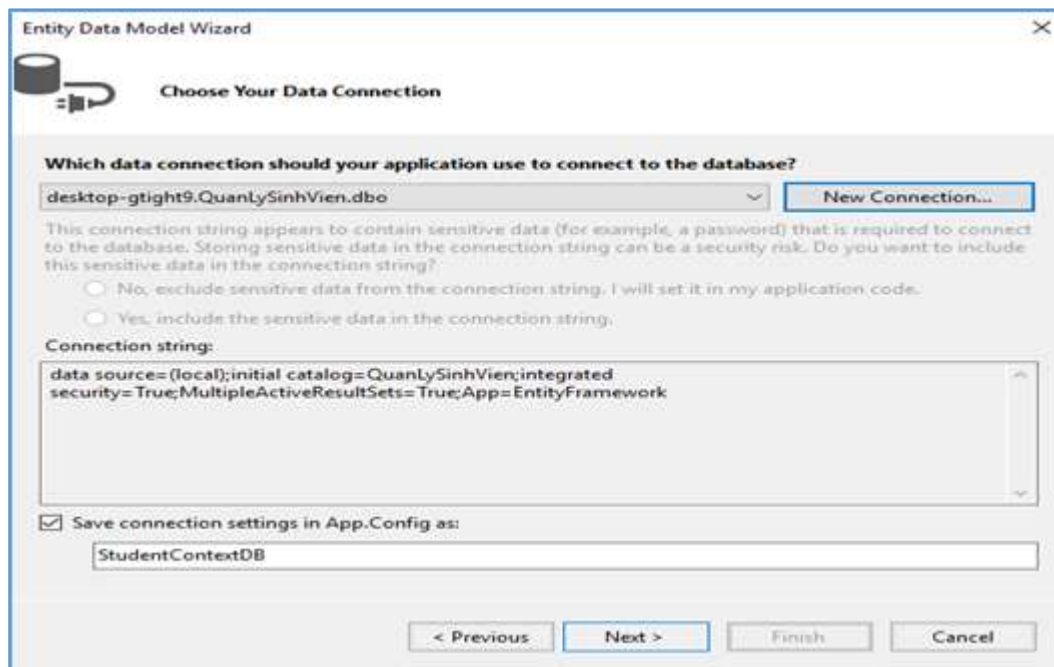 Entity Data Model Wizard
Choose Your Data Connection
Which data connection should your application use to connect to the database?
desktop-gtight9.QuanLySinhVien.dbo
New Connection...
This connection string appears to contain sensitive data (for example, a password) that is required to connect
to the database. Storing sensitive data in the connection string can be a security risk. Do you want to include
this sensitive data in the connection string?
No, exclude sensitive data from the connection string. I will set it in my application code.
Yes, include the sensitive data in the connection string.
Connection string:
data source=(local);initial catalog=QuanLySinhVien;integrated
security=True;MultipleActiveResultSets=True;App=EntityFramework
Save connection settings in App.Config as:
StudentContextDB
< Previous
Next >
Finish
Cancel